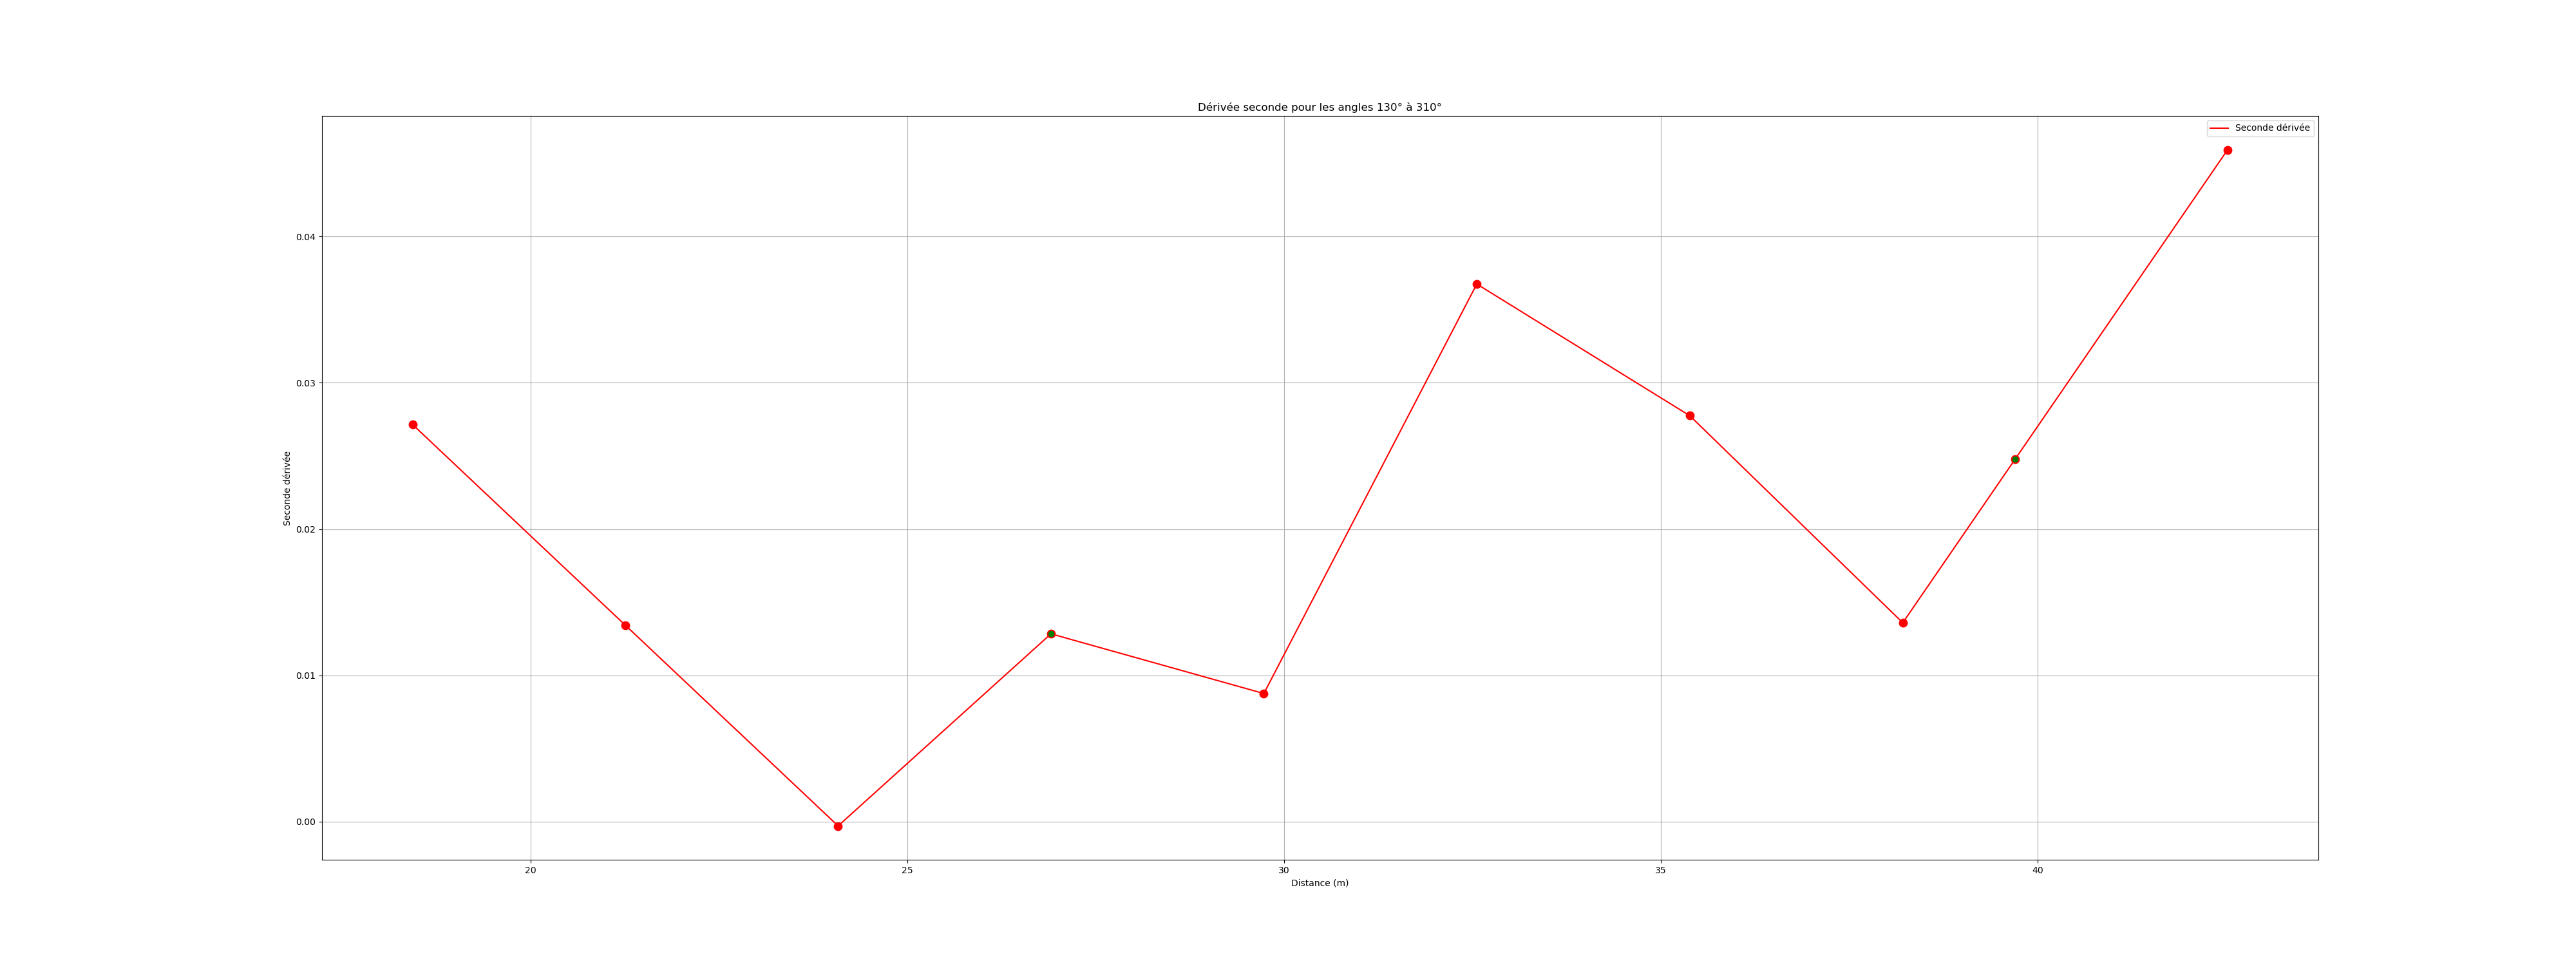 Dérivée seconde pour les angles 130° à 310°
Seconde dérivée
0.04
0.03
0.02
0.01
0.00
Seconde dérivée
20 25 30 35 40
Distance (m)